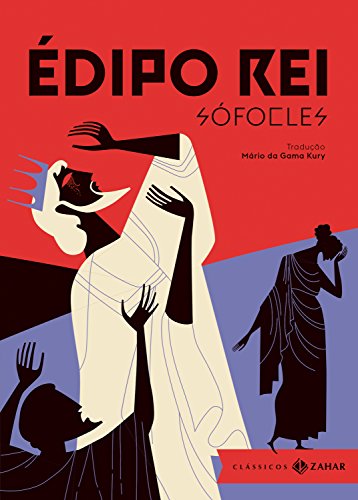 ÉDIPO REI
SÓFOCLES
Tradução
Mário da Gama Kury
CLÁSSICOS ZAHAR